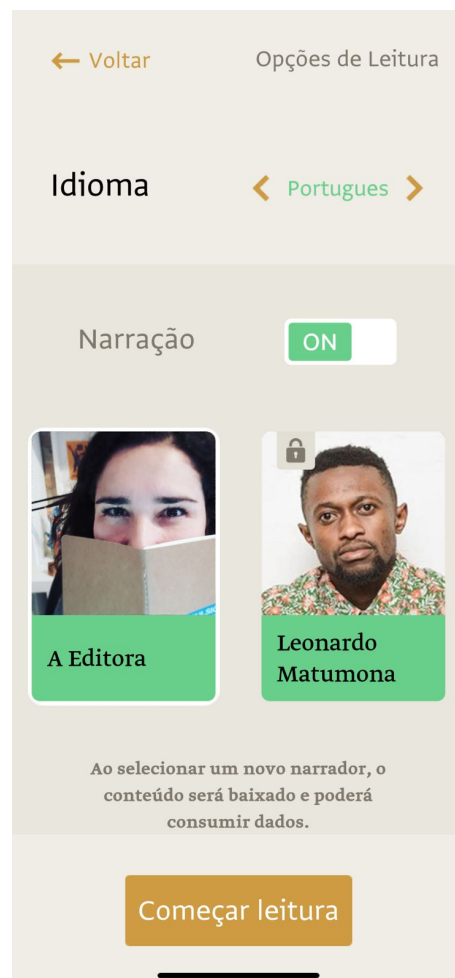 ← Voltar
Opções de Leitura
Idioma
Portugues
Narração
ON
A Editora
Leonardo
Matumona
Ao selecionar um novo narrador, o
conteúdo será baixado e poderá
consumir dados.
Começar leitura